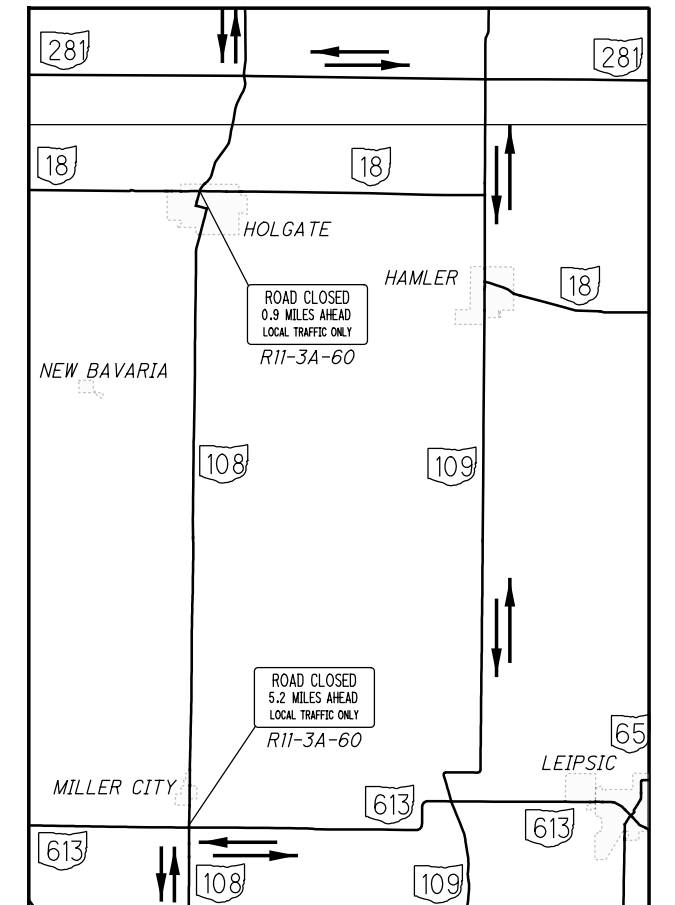 281
281
18
18
HOLGATE
HAMLER
18
ROAD CLOSED
0.9 MILES AHEAD
LOCAL TRAFFIC ONLY
R11-3A-60
NEW BAVARIA
108
109
ROAD CLOSED
5.2 MILES AHEAD
LOCAL TRAFFIC ONLY
R11-3A-60
65
LEIPSIC
MILLER CITY
613
613
613
108
109